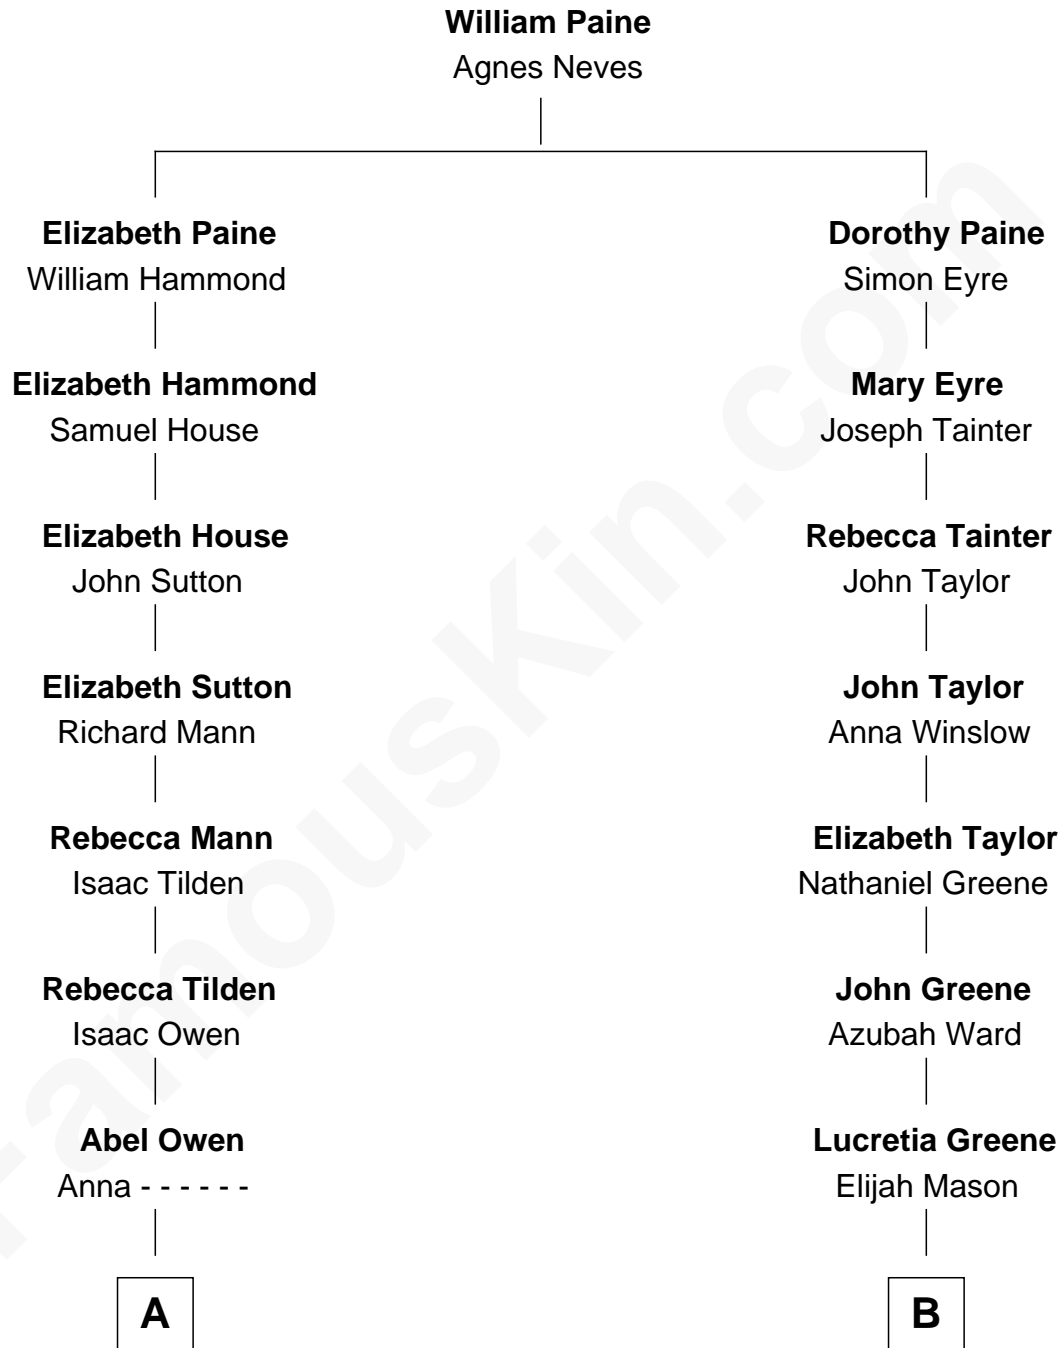 William Paine
Agnes Neves
Elizabeth Paine
William Hammond
Dorothy Paine
Simon Eyre
Elizabeth Hammond
Samuel House
Mary Eyre
Joseph Tainter
Elizabeth House
John Sutton
Rebecca Tainter
John Taylor
Elizabeth Sutton
Richard Mann
John Taylor
Anna Winslow
Rebecca Mann
Isaac Tilden
Elizabeth Taylor
Nathaniel Greene
Rebecca Tilden
Isaac Owen
John Greene
Azubah Ward
Abel Owen
Anna - - - - - -
Lucretia Greene
Elijah Mason
A
B
FamousKin.com